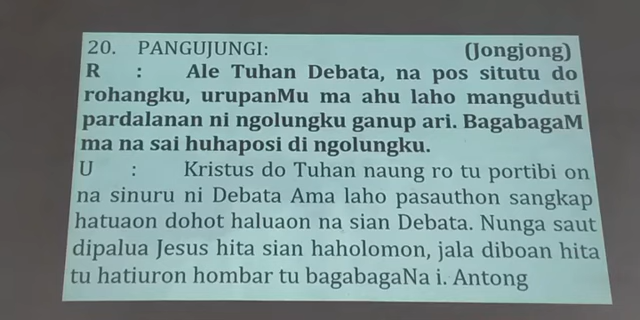 20. PANGUJUNGI: (Jongjong)
R : Ale Tuhan Debata, na pos situtu do
rohangku, urupanMu ma ahu laho manguduti
pardalanan ni ngolungku ganup ari. BagabagaM
ma na sai huhaposi di ngolungku.
U : Kristus do Tuhan naung ro tu portibi on
na sinuru ni Debata Ama laho pasauthon sangkap
hatuaon dohot haluaon na sian Debata. Nunga saut
dipalua Jesus hita sian haholomon, jala diboan hita
tu hatiuron hombar tu bagabagaNa i. Antong